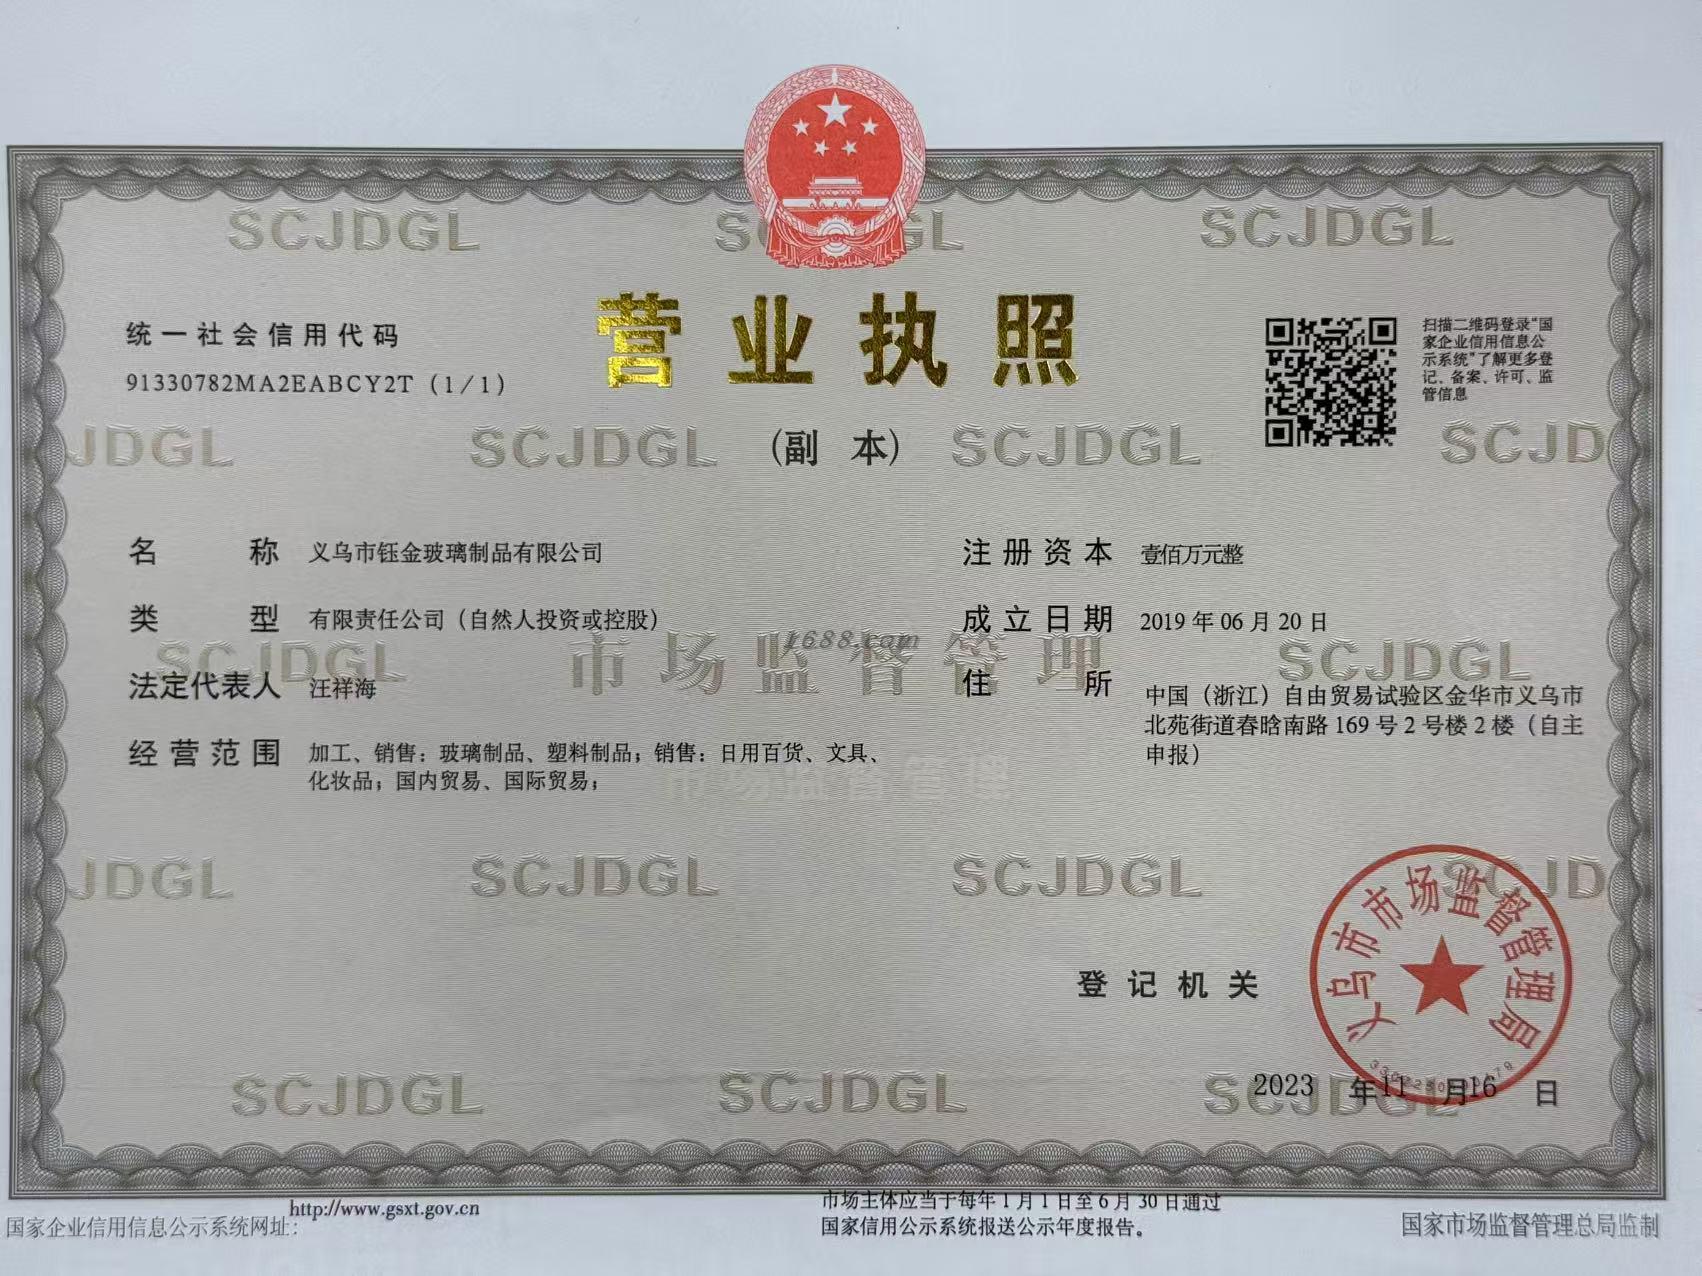 SCJDGL
SCJDGL
营业执照
(副 本)
统一社会信用代码
91330782MA2EABCY2T (1/1)
扫描二维码登录“国
家企业信用信息公
示系统”了解更多登
记、备案、许可、监
管信息
JDGL SCJDGL SCJDGL SCJD
名 称 义乌市钰金玻璃制品有限公司
类 型 有限责任公司（自然人投资或控股）
法定代表人 汪祥海
经营范围 加工、销售：玻璃制品、塑料制品；销售：日用百货、文具、
化妆品；国内贸易、国际贸易；
注册资本 壹佰万元整
成立日期 2019 年 06 月 20 日
住 所 中国（浙江）自由贸易试验区金华市义乌市
北苑街道春晗南路 169 号 2 号楼 2 楼（自主
申报）
SCJDGL 市场监督管理 SCJDGL
1688.com
市场监督管理
JDGL SCJDGL SCJDGL SCJD
登记机关
义乌市市场监督管理局
2023 年 11 月 16 日
SCJDGL SCJDGL SCJDGL
http://www.gsxt.gov.cn
国家企业信用信息公示系统网址：
市场主体应当于每年 1 月 1 日至 6 月 30 日通过
国家信用公示系统报送公示年度报告。
国家市场监督管理总局监制